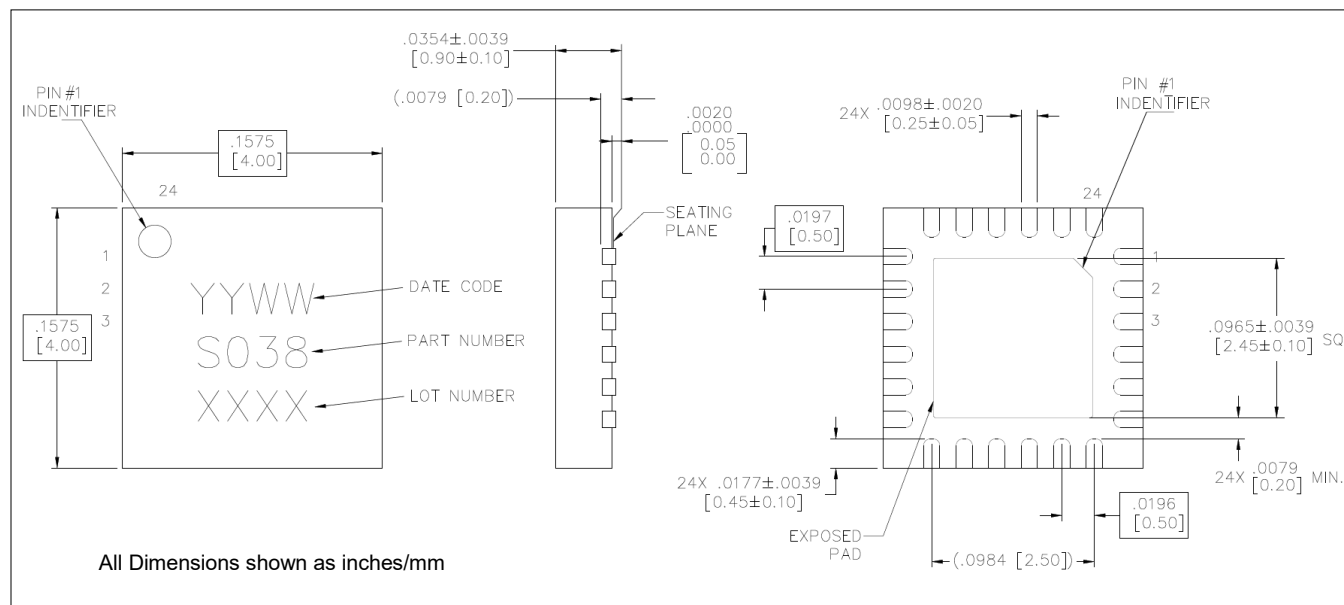 PIN #1
INDENTIFIER
.1575
[4.00]
24
1
2
3
.1575
[4.00]
YYWW
DATE CODE
S038
PART NUMBER
XXXX
LOT NUMBER
.0354±.0039
[0.90±0.10]
(.0079 [0.20])
.0020
.0000
[0.05
0.00]
SEATING
PLANE
24X .0098±.0020
[0.25±0.05]
PIN #1
INDENTIFIER
24
.0197
[0.50]
1
2
3
.0965±.0039 SQ
[2.45±0.10]
24X .0177±.0039
[0.45±0.10]
24X .0079 MIN.
[0.20]
.0196
[0.50]
EXPOSED
PAD
(.0984 [2.50])
All Dimensions shown as inches/mm